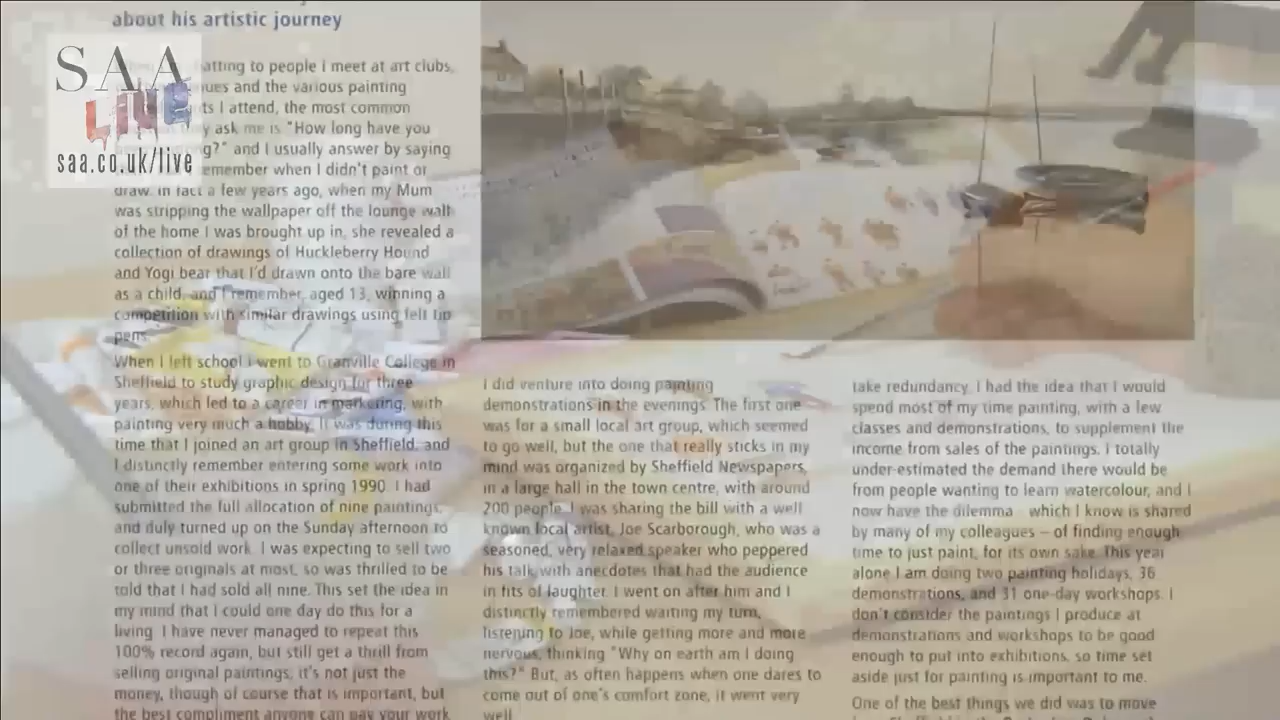 about his artistic journey
SAA
LIVE
saa.co.uk/live
atting to people I meet at art clubs,
ues and the various painting
ts I attend, the most common
ask me is "How long have you
g?" and I usually answer by saying
remember when I didn't paint or
draw. In fact a few years ago, when my Mum
was stripping the wallpaper off the lounge wall
of the home I was brought up in, she revealed a
collection of drawings of Huckleberry Hound
and Yogi bear that I'd drawn onto the bare wall
as a child, and I remember, aged 13, winning a
competition with similar drawings using felt tip
pens.
When I left school I went to Granville College in
Sheffield to study graphic design for three
years, which led to a career in marketing, with
painting very much a hobby. It was during this
time that I joined an art group in Sheffield, and
I distinctly remember entering some work into
one of their exhibitions in spring 1990. I had
submitted the full allocation of nine paintings,
and duly turned up on the Sunday afternoon to
collect unsold work. I was expecting to sell two
or three originals at most, so was thrilled to be
told that I had sold all nine. This set the idea in
my mind that I could one day do this for a
living. I have never managed to repeat this
100% record again, but still get a thrill from
selling original paintings; it's not just the
money, though of course that is important, but
the best compliment anyone can pay your work
I did venture into doing painting
demonstrations in the evenings. The first one
was for a small local art group, which seemed
to go well, but the one that really sticks in my
mind was organized by Sheffield Newspapers,
in a large hall in the town centre, with around
200 people. I was sharing the bill with a well
known local artist, Joe Scarborough, who was a
seasoned, very relaxed speaker who peppered
his talk with anecdotes that had the audience
in fits of laughter. I went on after him and I
distinctly remembered waiting my turn,
listening to Joe, while getting more and more
nervous, thinking "Why on earth am I doing
this?" But, as often happens when one dares to
come out of one's comfort zone, it went very
well.
take redundancy. I had the idea that I would
spend most of my time painting, with a few
classes and demonstrations, to supplement the
income from sales of the paintings. I totally
under-estimated the demand there would be
from people wanting to learn watercolour, and I
now have the dilemma – which I know is shared
by many of my colleagues – of finding enough
time to just paint, for its own sake. This year
alone I am doing two painting holidays, 36
demonstrations, and 31 one-day workshops. I
don't consider the paintings I produce at
demonstrations and workshops to be good
enough to put into exhibitions, so time set
aside just for painting is important to me.
One of the best things we did was to move